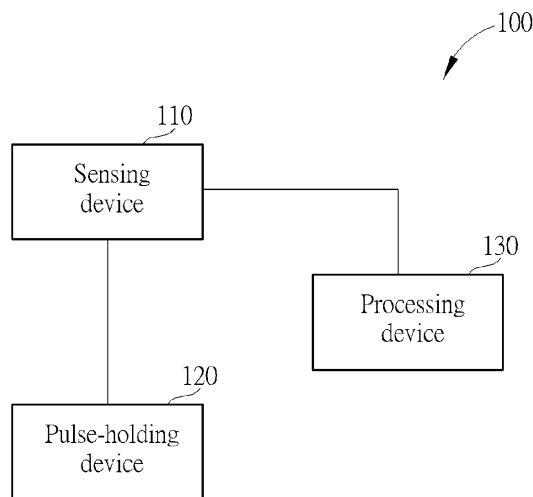 100
110
Sensing
device
130
Processing
device
120
Pulse-holding
device